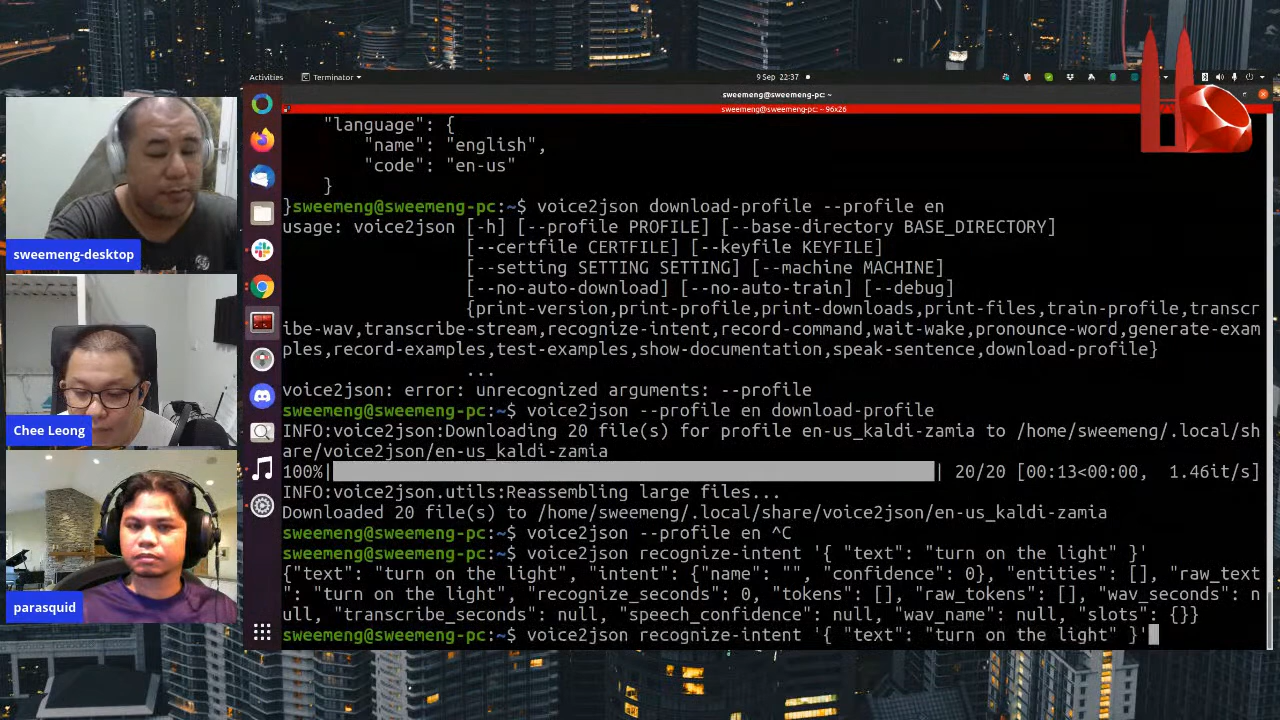 Activities
Terminator
9 Sep 22:37
sweemeng@sweemeng-pc: ~
sweemeng@sweemeng-pc: ~ 96x26
"language": {
"name": "english",
"code": "en-us"
}
}sweemeng@sweemeng-pc:~$ voice2json download-profile --profile en
usage: voice2json [-h] [--profile PROFILE] [--base-directory BASE_DIRECTORY]
[--certfile CERTFILE] [--keyfile KEYFILE]
[--setting SETTING SETTING] [--machine MACHINE]
[--no-auto-download] [--no-auto-train] [--debug]
{print-version,print-profile,print-downloads,print-files,train-profile,transcr
ibe-wav,transcribe-stream,recognize-intent,record-command,wait-wake,pronounce-word,generate-exam
ples,record-examples,test-examples,show-documentation,speak-sentence,download-profile}
...
voice2json: error: unrecognized arguments: --profile
sweemeng@sweemeng-pc:~$ voice2json --profile en download-profile
INFO:voice2json:Downloading 20 file(s) for profile en-us_kaldi-zamia to /home/sweemeng/.local/sh
are/voice2json/en-us_kaldi-zamia
100%| | 20/20 [00:13<00:00, 1.46it/s]
INFO:voice2json.utils:Reassembling large files...
Downloaded 20 file(s) to /home/sweemeng/.local/share/voice2json/en-us_kaldi-zamia
sweemeng@sweemeng-pc:~$ voice2json --profile en ^C
sweemeng@sweemeng-pc:~$ voice2json recognize-intent '{ "text": "turn on the light" }'
{"text": "turn on the light", "intent": {"name": "", "confidence": 0}, "entities": [], "raw_text
": "turn on the light", "recognize_seconds": 0, "tokens": [], "raw_tokens": [], "wav_seconds": n
ull, "transcribe_seconds": null, "speech_confidence": null, "wav_name": null, "slots": {}}
sweemeng@sweemeng-pc:~$ voice2json recognize-intent '{ "text": "turn on the light" }'
sweemeng-desktop
Chee Leong
parasquid